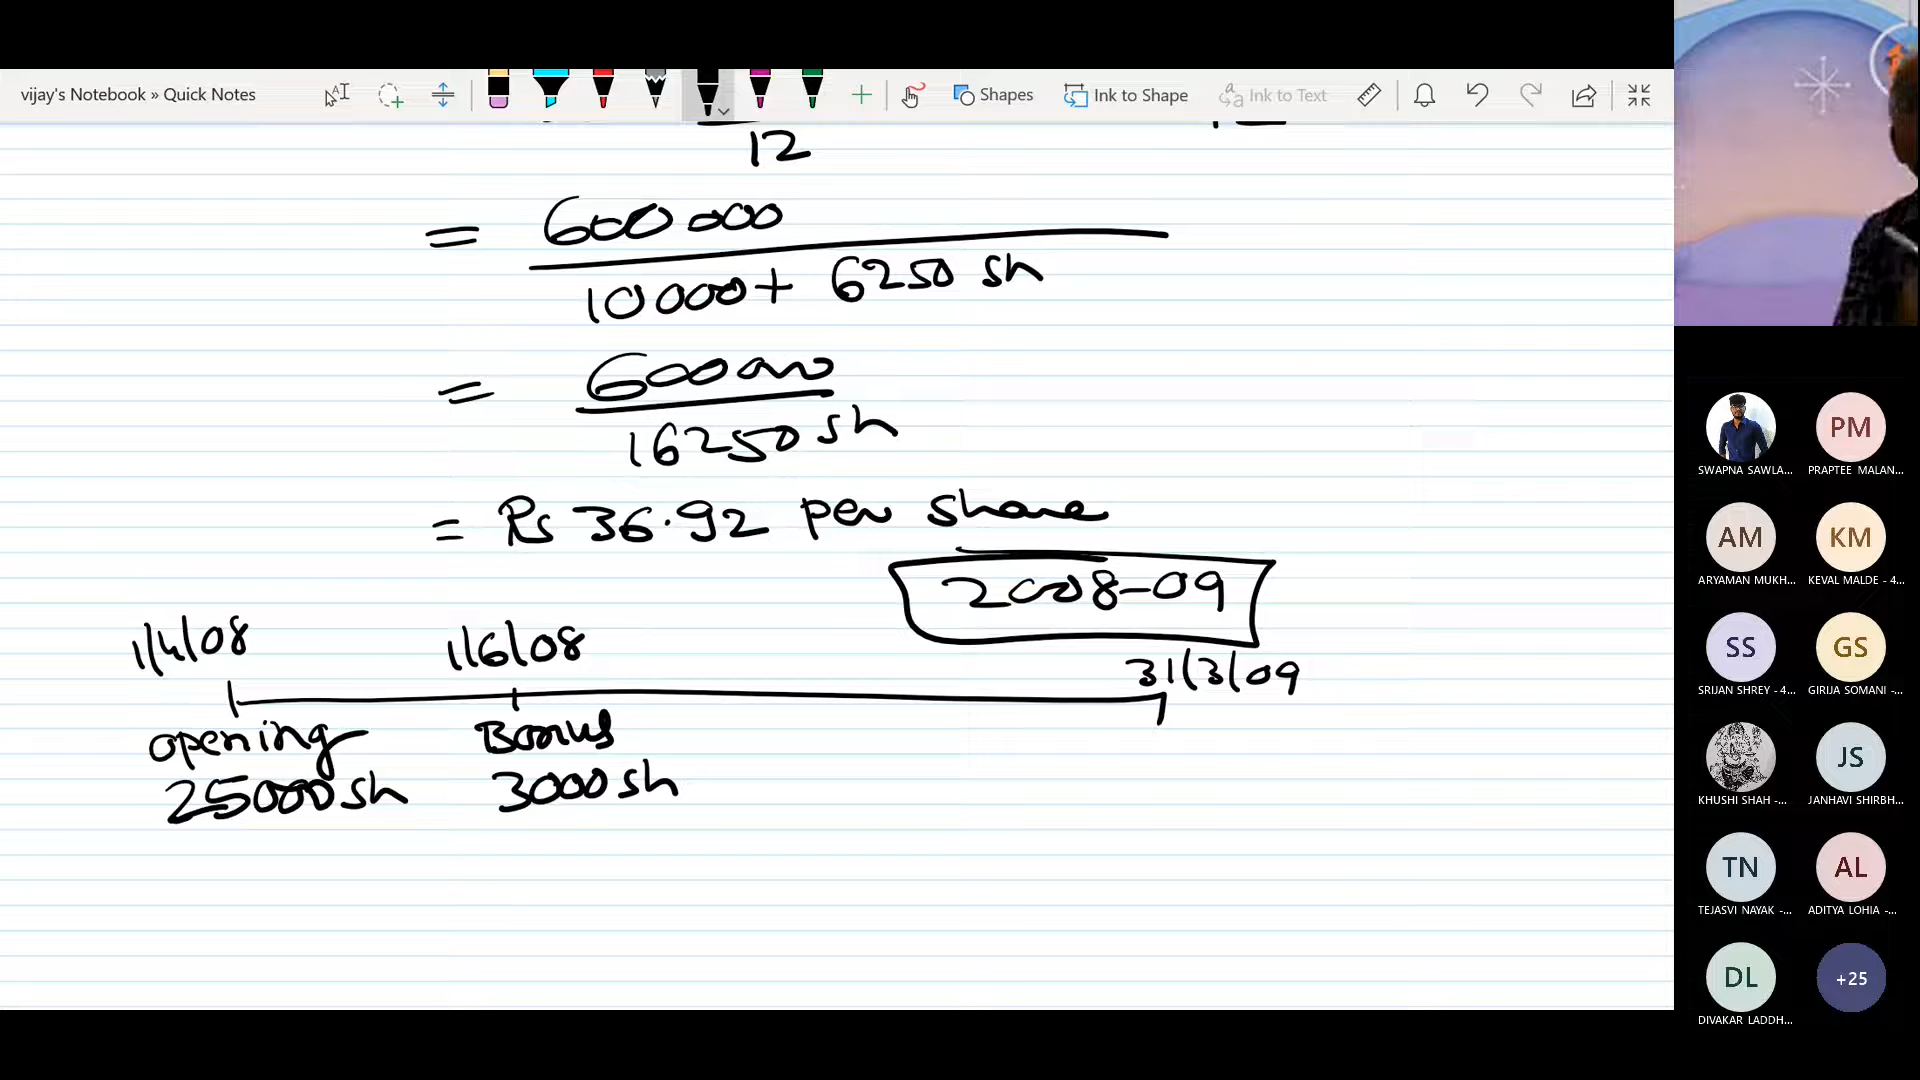 vijay's Notebook » Quick Notes
Shapes
Ink to Shape
Ink to Text
12
= 600000
10000+ 6250 sh
= 600000
16250 sh
= Rs 36.92 per share
2008-09
1/4/08 1/6/08 31/3/09
opening Bonus
25000 sh 3000 sh
SWAPNA SAWLA...
PM
PRAPTEE MALAN...
AM
ARYAMAN MUKH...
KM
KEVAL MALDE - 4...
SS
SRIJAN SHREY - 4...
GS
GIRIJA SOMANI -...
KHUSHI SHAH -...
JS
JANHAVI SHIRBH...
TN
TEJASVI NAYAK -...
AL
ADITYA LOHIA -...
DL
DIVAKAR LADDH...
+25